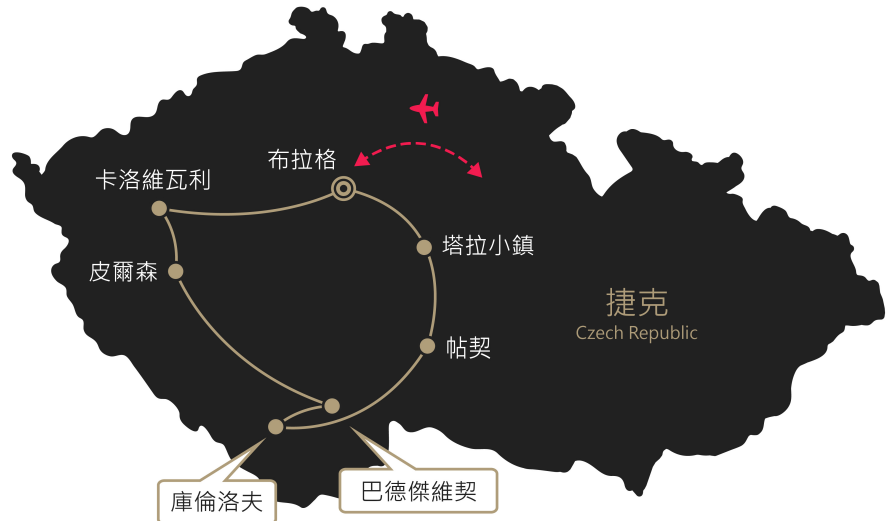 布拉格
卡洛維瓦利
塔拉小鎮
皮爾森
捷克
Czech Republic
帖契
庫倫洛夫
巴德傑維契